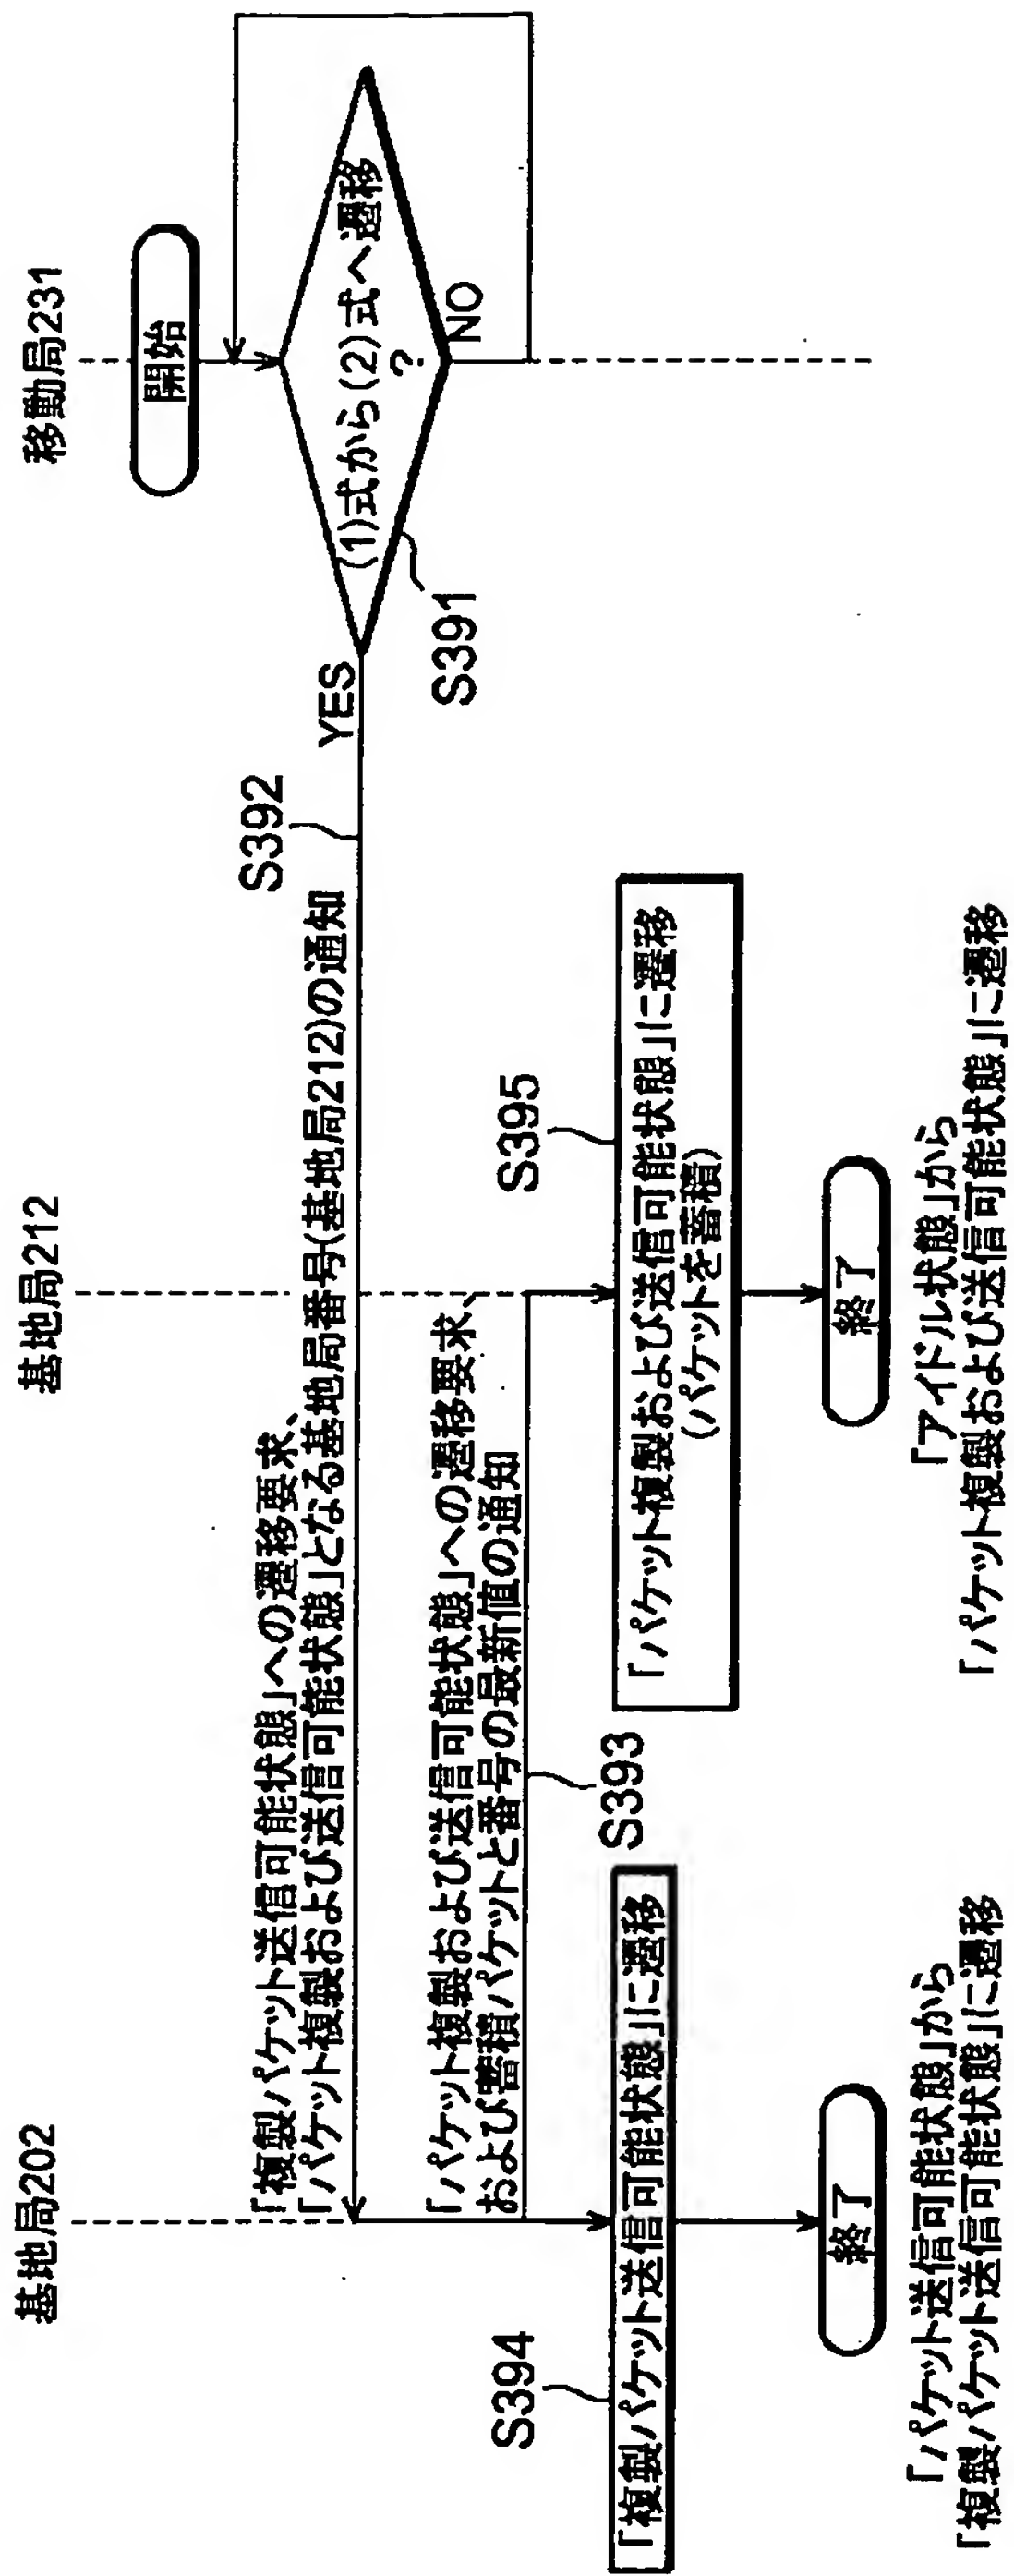 基地局202
基地局212
移動局231
開始
(1)式から(2)式へ遷移
?
NO
YES
S391
S392
「複製パケット送信可能状態」への遷移要求、
「パケット複製および送信可能状態」となる基地局番号(基地局212)の通知
「パケット複製および送信可能状態」への遷移要求、
および蓄積パケットと番号の最新値の通知
S393
S394
「複製パケット送信可能状態」に遷移
S395
「パケット複製および送信可能状態」に遷移
(パケットを蓄積)
終了
終了
「パケット送信可能状態」から
「複製パケット送信可能状態」に遷移
「アイドル状態」から
「パケット複製および送信可能状態」に遷移